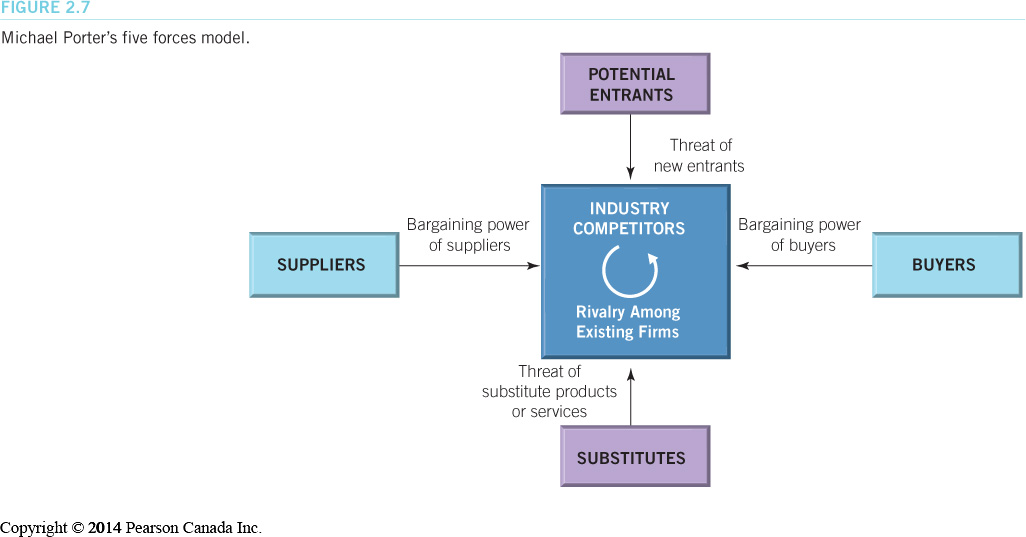 FIGURE 2.7
Michael Porter's five forces model.
POTENTIAL
ENTRANTS
Threat of
new entrants
SUPPLIERS
Bargaining power
of suppliers
INDUSTRY
COMPETITORS
Rivalry Among
Existing Firms
Bargaining power
of buyers
BUYERS
Threat of
substitute products
or services
SUBSTITUTES
Copyright © 2014 Pearson Canada Inc.